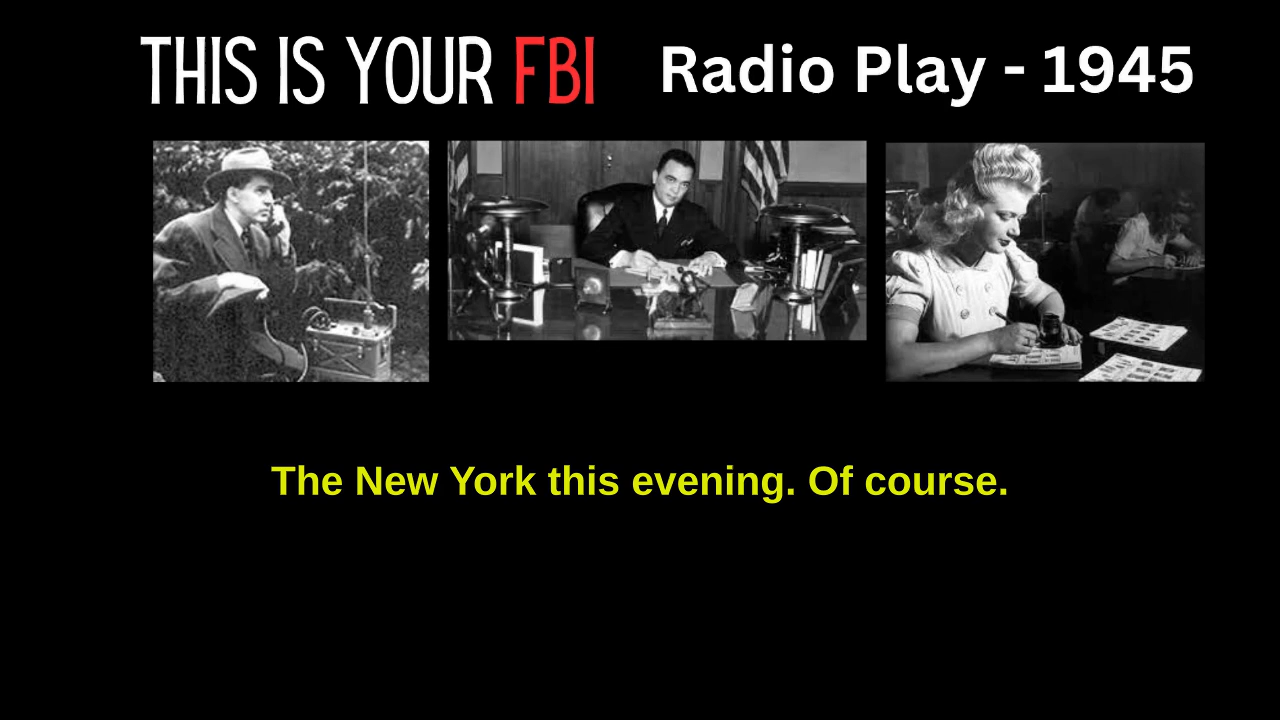 THIS IS YOUR FBI
Radio Play - 1945
The New York this evening. Of course.